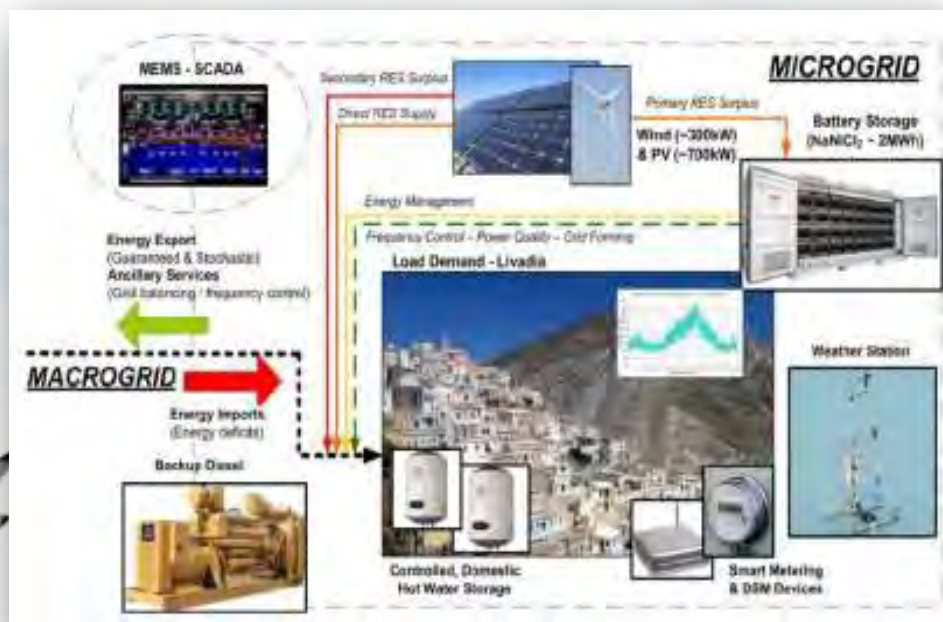 MEMS - SCADA
MICROGRID
Secondary RES Surplus
Direct RES Supply
Primary RES Surplus
Wind (~300kW)
& PV (~700kW)
Battery Storage
(NaNiCl₂ ~ 2MWh)
Energy Management
Frequency Control – Power Quality – Grid Forming
Energy Export
(Guaranteed & Stochastic)
Ancillary Services
(Grid balancing / frequency control)
Load Demand - Livadia
Weather Station
MACROGRID
Energy Imports
(Energy deficits)
Backup Diesel
Controlled, Domestic
Hot Water Storage
Smart Metering
& DSM Devices